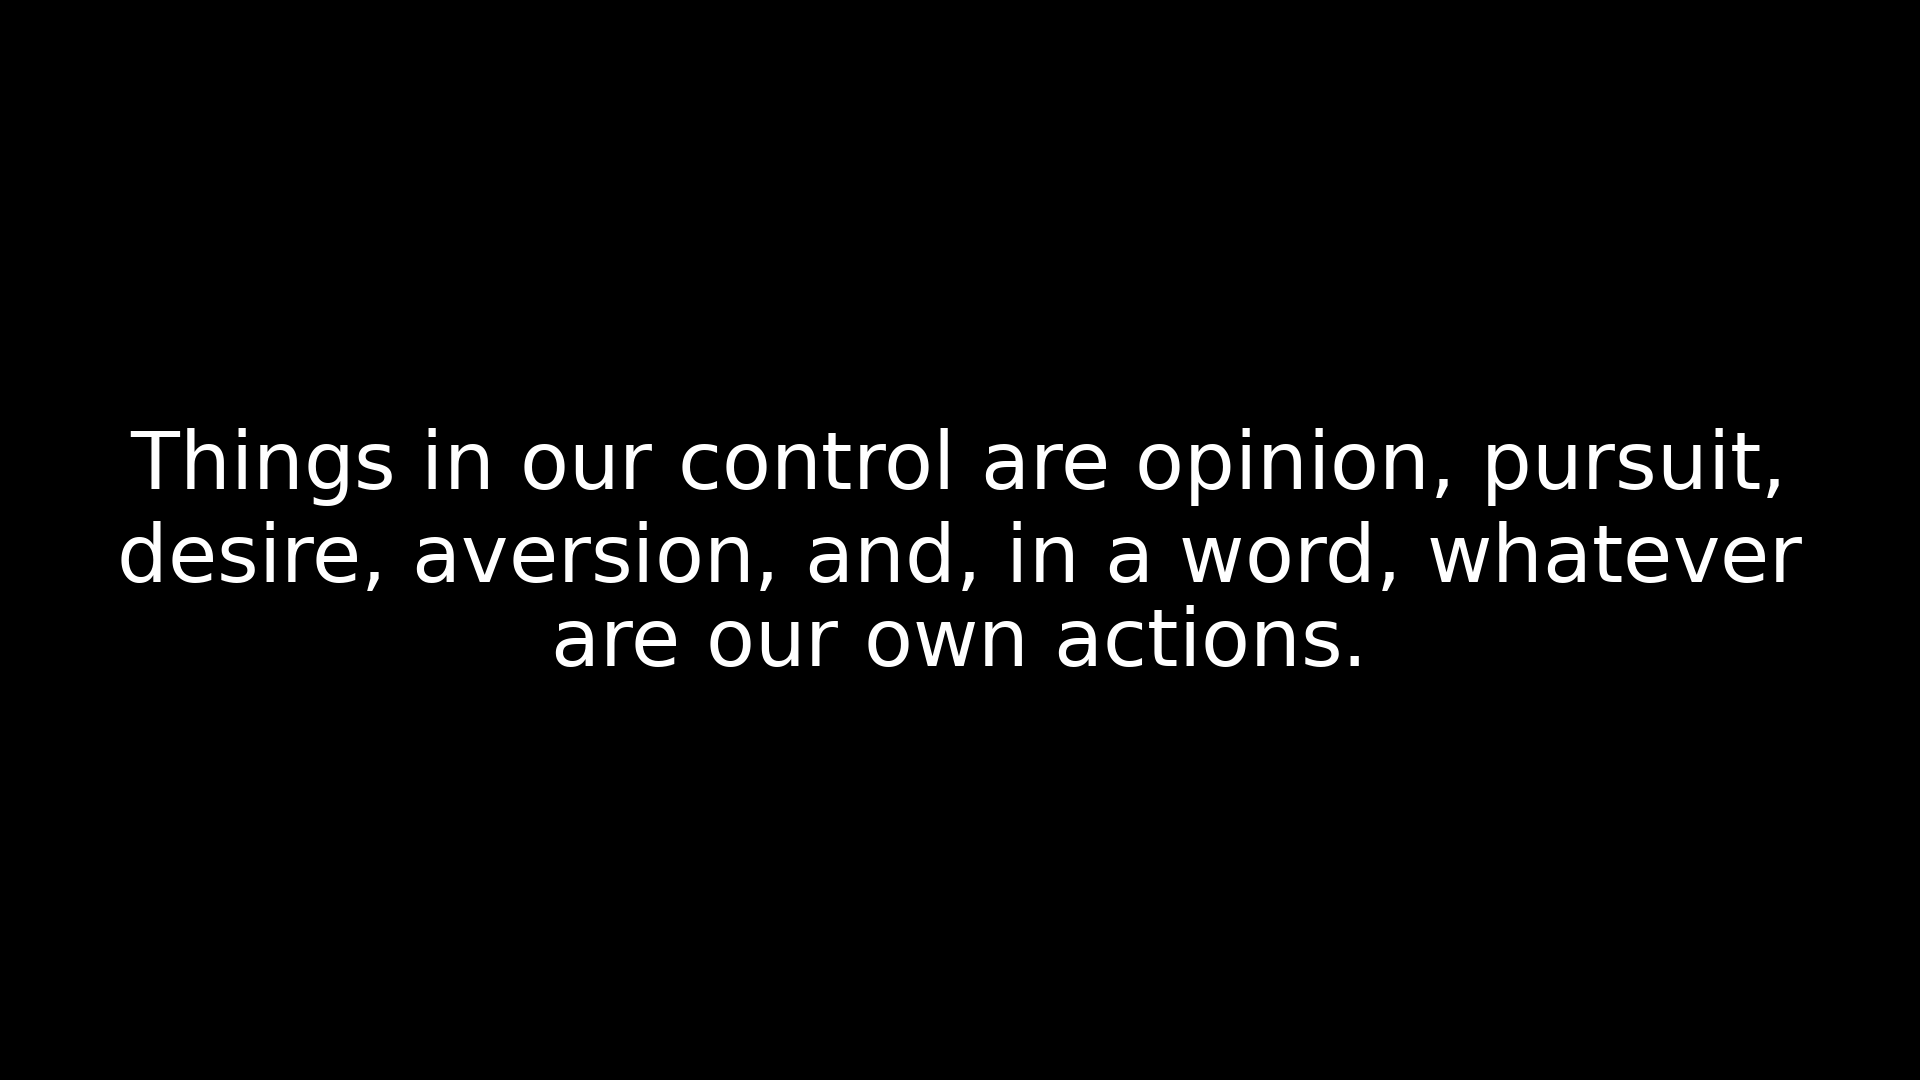 Things in our control are opinion, pursuit,
desire, aversion, and, in a word, whatever
are our own actions.